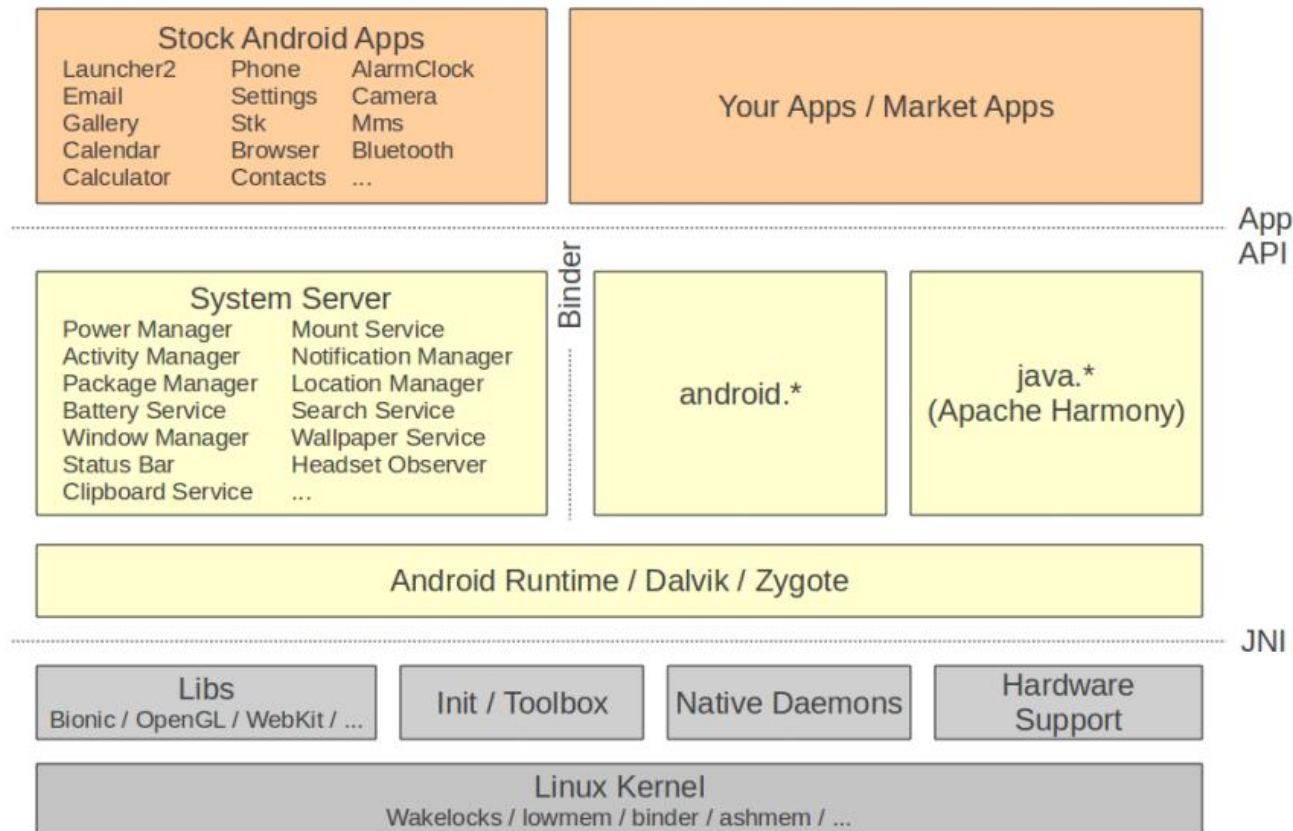 Stock Android Apps
Launcher2 Phone AlarmClock
Email Settings Camera
Gallery Stk Mms
Calendar Browser Bluetooth
Calculator Contacts ...
Your Apps / Market Apps
App
API
Binder
System Server
Power Manager Mount Service
Activity Manager Notification Manager
Package Manager Location Manager
Battery Service Search Service
Window Manager Wallpaper Service
Status Bar Headset Observer
Clipboard Service ...
android.*
java.*
(Apache Harmony)
Android Runtime / Dalvik / Zygote
JNI
Libs
Bionic / OpenGL / WebKit / ...
Init / Toolbox
Native Daemons
Hardware
Support
Linux Kernel
Wakelocks / lowmem / binder / ashmem / ...